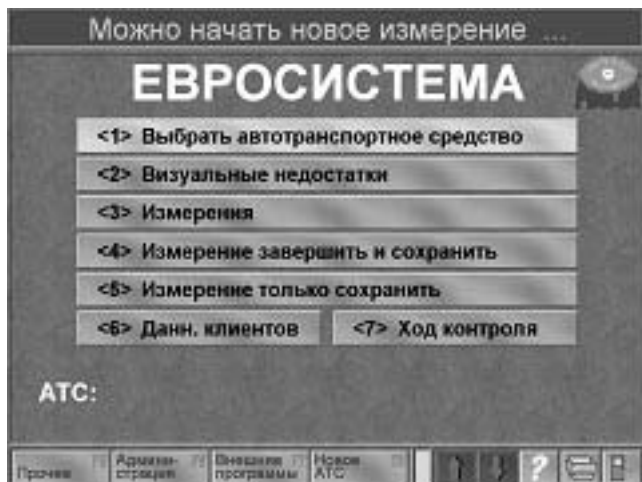 Можно начать новое измерение ...
ЕВРОСИСТЕМА
<1> Выбрать автотранспортное средство
<2> Визуальные недостатки
<3> Измерения
<4> Измерение завершить и сохранить
<5> Измерение только сохранить
<6> Данн. клиентов <7> Ход контроля
АТС:
Прочее
Админи-
страция
Внешние
программы
Новое
АТС
?